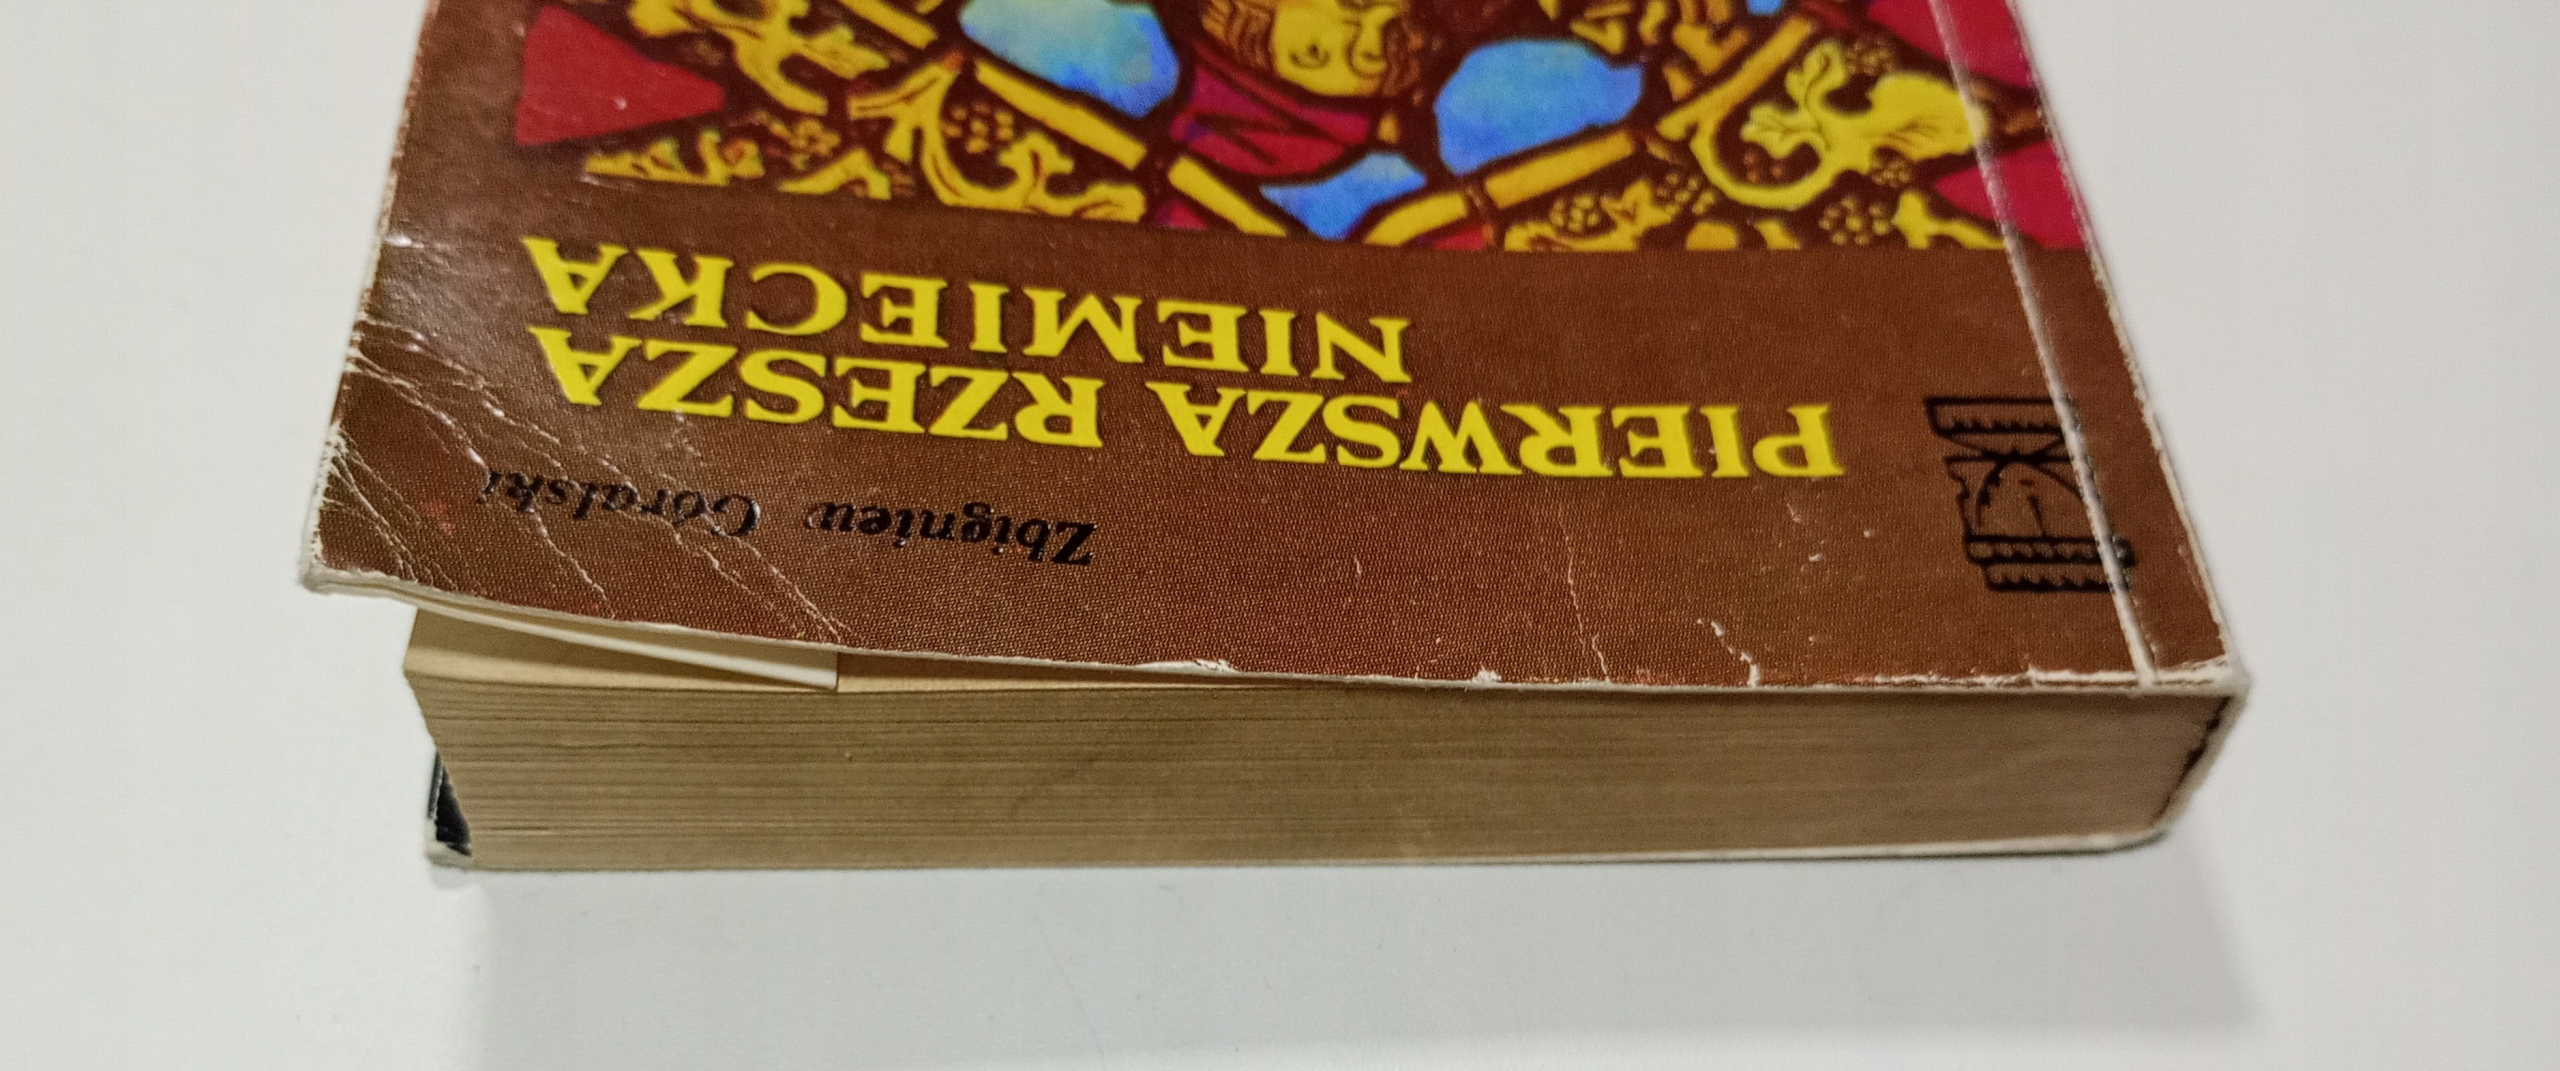 Zbigniew Góralski
PIERWSZA RZESZA
NIEMIECKA